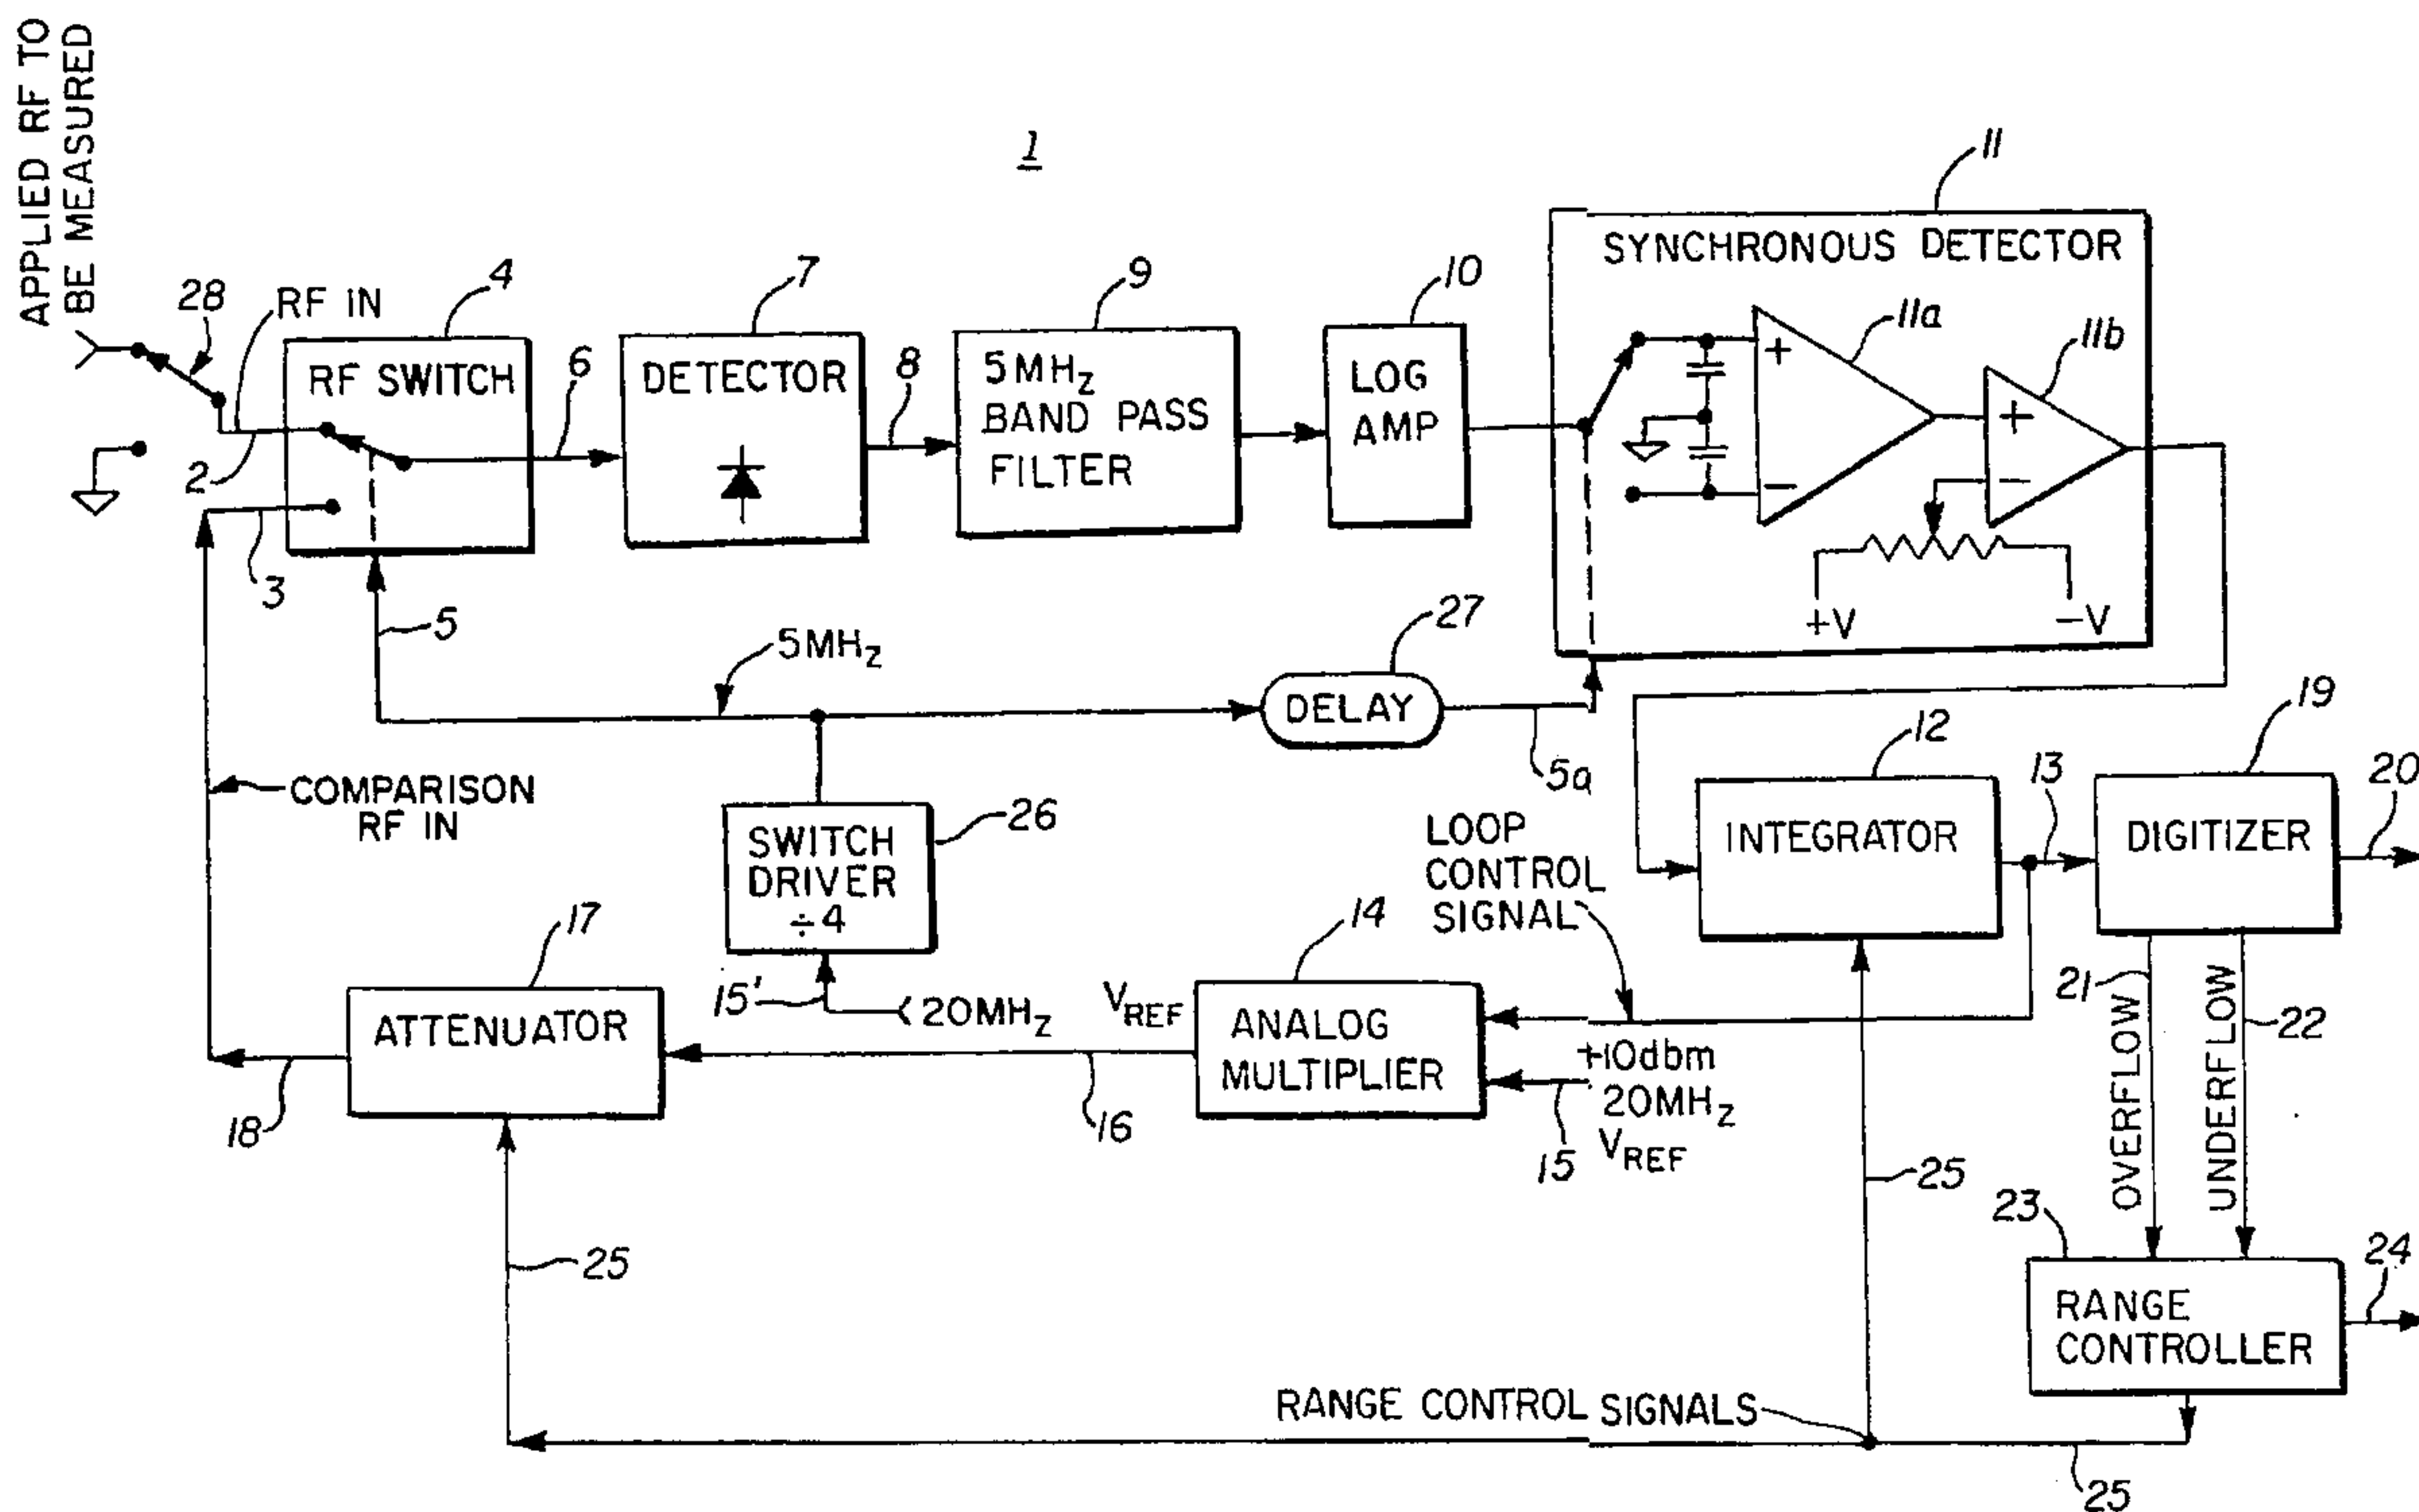 APPLIED RF TO
BE MEASURED
1
28
RF IN
4
RF SWITCH
2
3
5
6
7
DETECTOR
8
9
5MHz
BAND PASS
FILTER
10
LOG
AMP
11
SYNCHRONOUS DETECTOR
11a
+
−
11b
+
−
+V
−V
5MHz
27
DELAY
5a
COMPARISON
RF IN
26
SWITCH
DRIVER
÷4
15'
20MHz
12
INTEGRATOR
13
19
DIGITIZER
20
LOOP
CONTROL
SIGNAL
14
ANALOG
MULTIPLIER
VREF
+10dbm
20MHz
VREF
15
16
17
ATTENUATOR
18
21
OVERFLOW
22
UNDERFLOW
23
RANGE
CONTROLLER
24
25
25
RANGE CONTROL SIGNALS
25